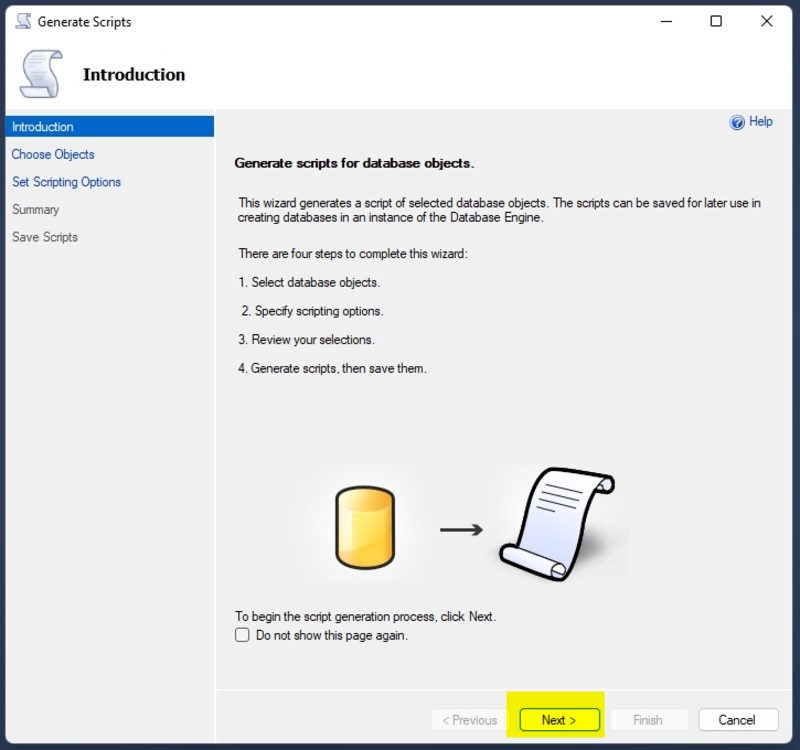 Generate Scripts
Introduction
Introduction
Choose Objects
Set Scripting Options
Summary
Save Scripts
Help
Generate scripts for database objects.
This wizard generates a script of selected database objects. The scripts can be saved for later use in
creating databases in an instance of the Database Engine.
There are four steps to complete this wizard:
1. Select database objects.
2. Specify scripting options.
3. Review your selections.
4. Generate scripts, then save them.
To begin the script generation process, click Next.
Do not show this page again.
< Previous
Next >
Finish
Cancel